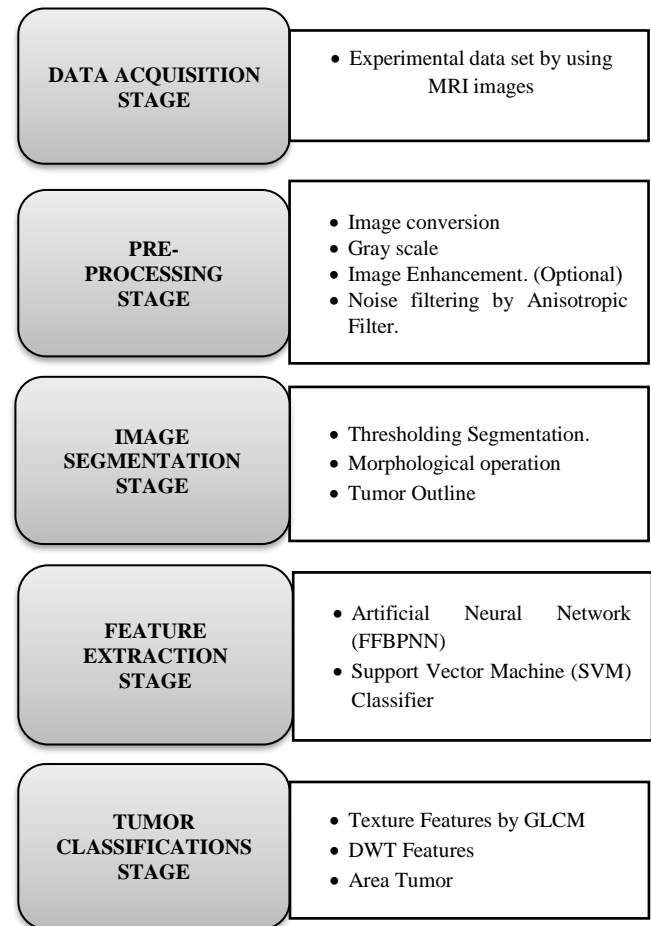 DATA ACQUISITION
STAGE
• Experimental data set by using
MRI images
PRE-
PROCESSING
STAGE
• Image conversion
• Gray scale
• Image Enhancement. (Optional)
• Noise filtering by Anisotropic
Filter.
IMAGE
SEGMENTATION
STAGE
• Thresholding Segmentation.
• Morphological operation
• Tumor Outline
FEATURE
EXTRACTION
STAGE
• Artificial Neural Network
(FFBPNN)
• Support Vector Machine (SVM)
Classifier
TUMOR
CLASSIFICATIONS
STAGE
• Texture Features by GLCM
• DWT Features
• Area Tumor